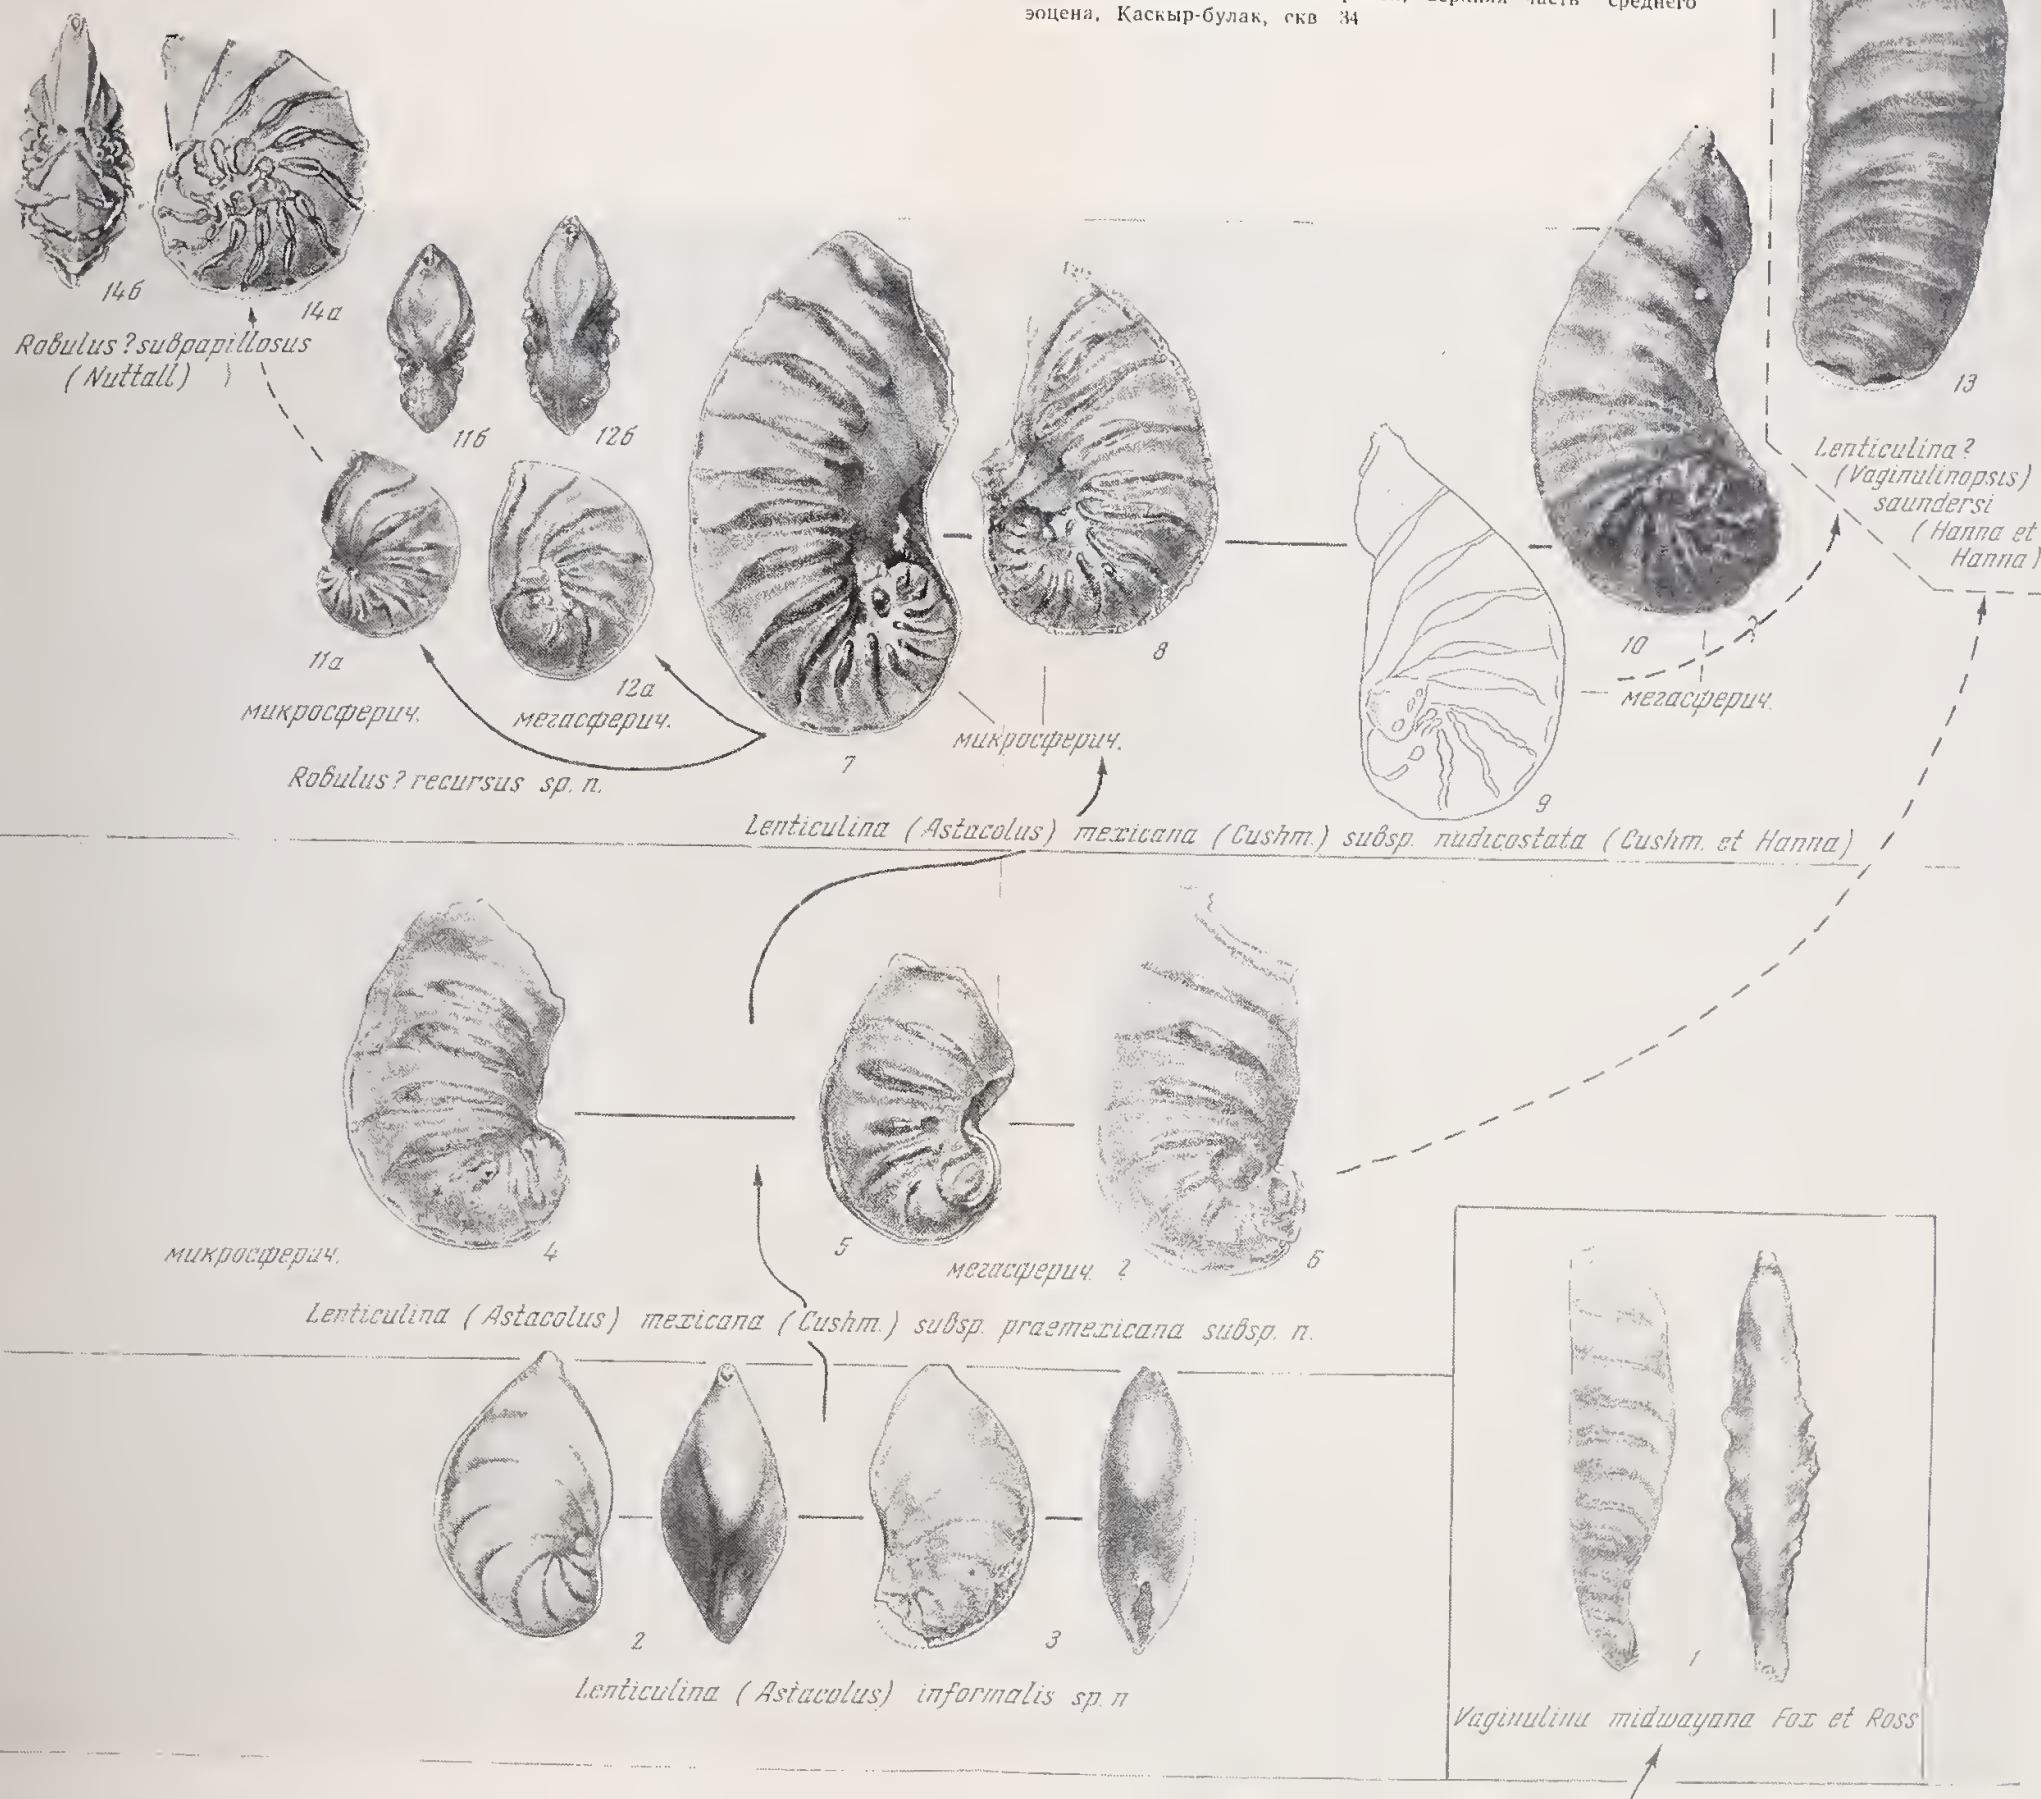 среднего
эоцена, Каскыр-булак, скв 34
14б
14а
Robulus? subpapillosus
(Nuttall)
11б
12б
13
Lenticulina?
(Vaginulinopsis)
saundersi
(Hanna et
Hanna)
8
10
11а
12а
микросферич.
мегасферич.
мегасферич.
микросферич.
7
Robulus? recursus sp. n.
9
Lenticulina (Astacolus) mexicana (Cushm.) subsp. nudicostata (Cushm. et Hanna)
микросферич.
4
5
мегасферич. ?
6
Lenticulina (Astacolus) mexicana (Cushm.) subsp. praemexicana subsp. n.
2
3
1
Lenticulina (Astacolus) informalis sp. n
Vaginulina midwayana Fox et Ross